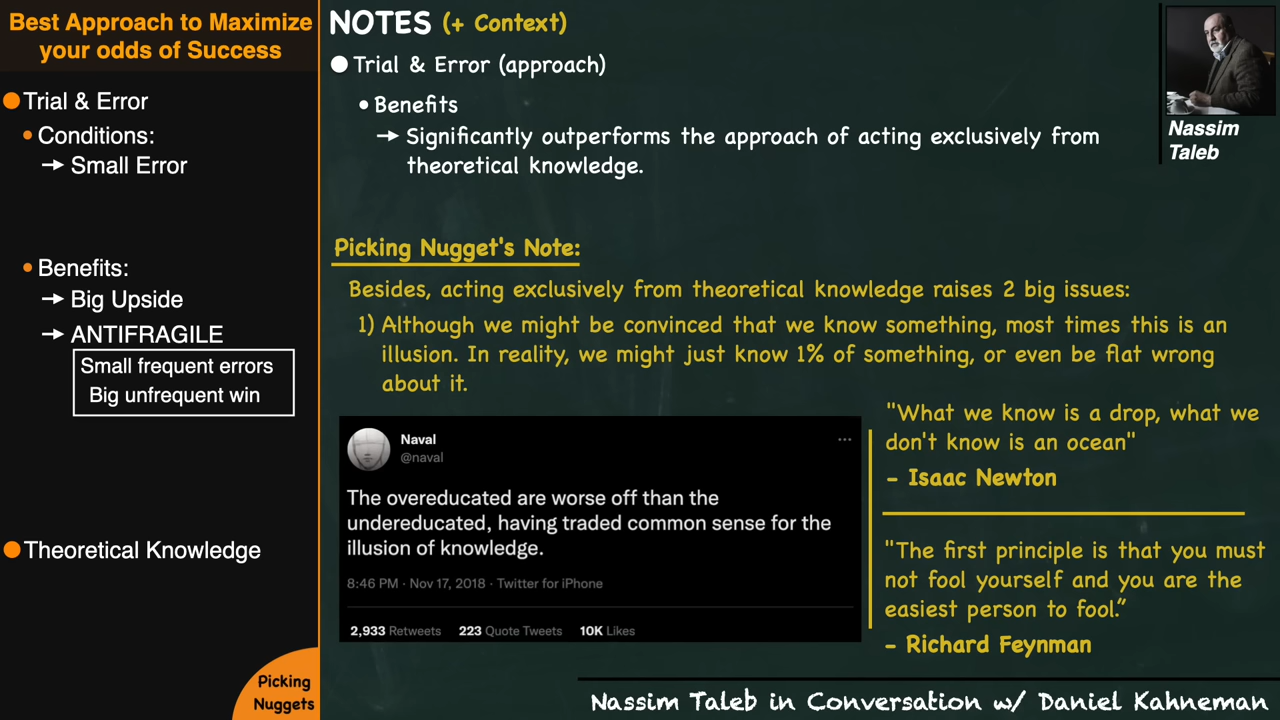 Best Approach to Maximize
your odds of Success
Trial & Error
Conditions:
→ Small Error
Benefits:
→ Big Upside
→ ANTIFRAGILE
Small frequent errors
Big unfrequent win
Theoretical Knowledge
Picking
Nuggets
NOTES (+ Context)
Trial & Error (approach)
• Benefits
→ Significantly outperforms the approach of acting exclusively from
theoretical knowledge.
Nassim
Taleb
Picking Nugget's Note:
Besides, acting exclusively from theoretical knowledge raises 2 big issues:
1) Although we might be convinced that we know something, most times this is an
illusion. In reality, we might just know 1% of something, or even be flat wrong
about it.
Naval
@naval
The overeducated are worse off than the
undereducated, having traded common sense for the
illusion of knowledge.
8:46 PM · Nov 17, 2018 · Twitter for iPhone
2,933 Retweets 223 Quote Tweets 10K Likes
"What we know is a drop, what we
don't know is an ocean"
- Isaac Newton
"The first principle is that you must
not fool yourself and you are the
easiest person to fool.”
- Richard Feynman
Nassim Taleb in Conversation w/ Daniel Kahneman